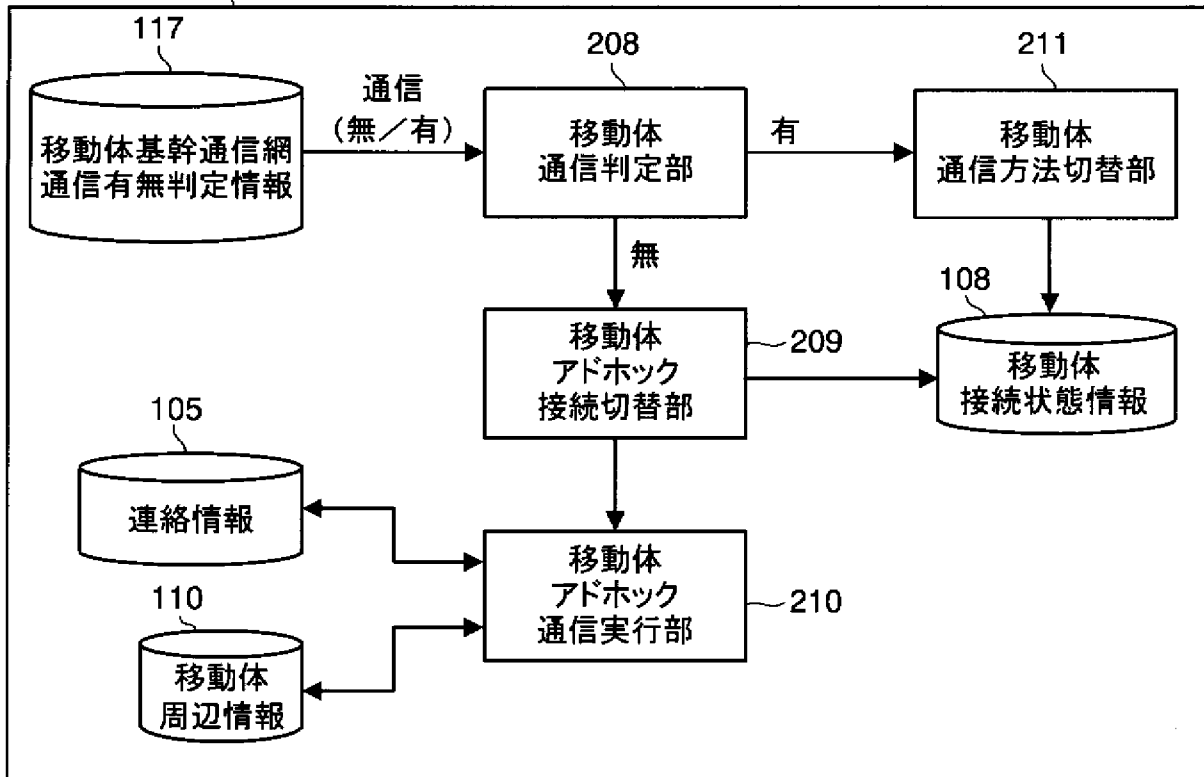 117
移動体基幹通信網
通信有無判定情報
通信
(無／有)
208
移動体
通信判定部
有
211
移動体
通信方法切替部
無
209
移動体
アドホック
接続切替部
108
移動体
接続状態情報
105
連絡情報
移動体
アドホック
通信実行部
210
110
移動体
周辺情報